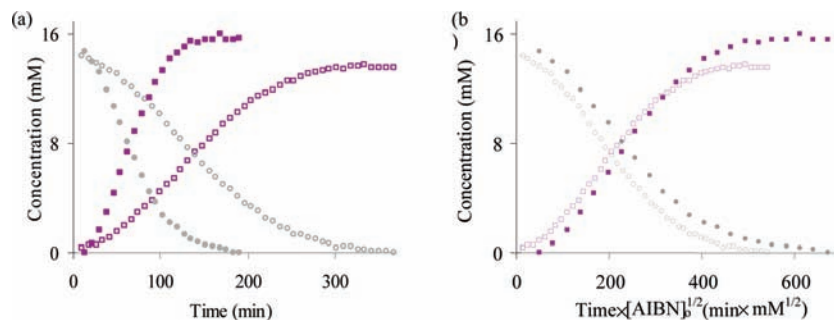 (a)
Concentration (mM)
16
8
0
0 100 200 300
Time (min)
(b
)
Concentration (mM)
16
8
0
0 200 400 600
Time×[AIBN]₀^1/2 (min×mM^1/2)